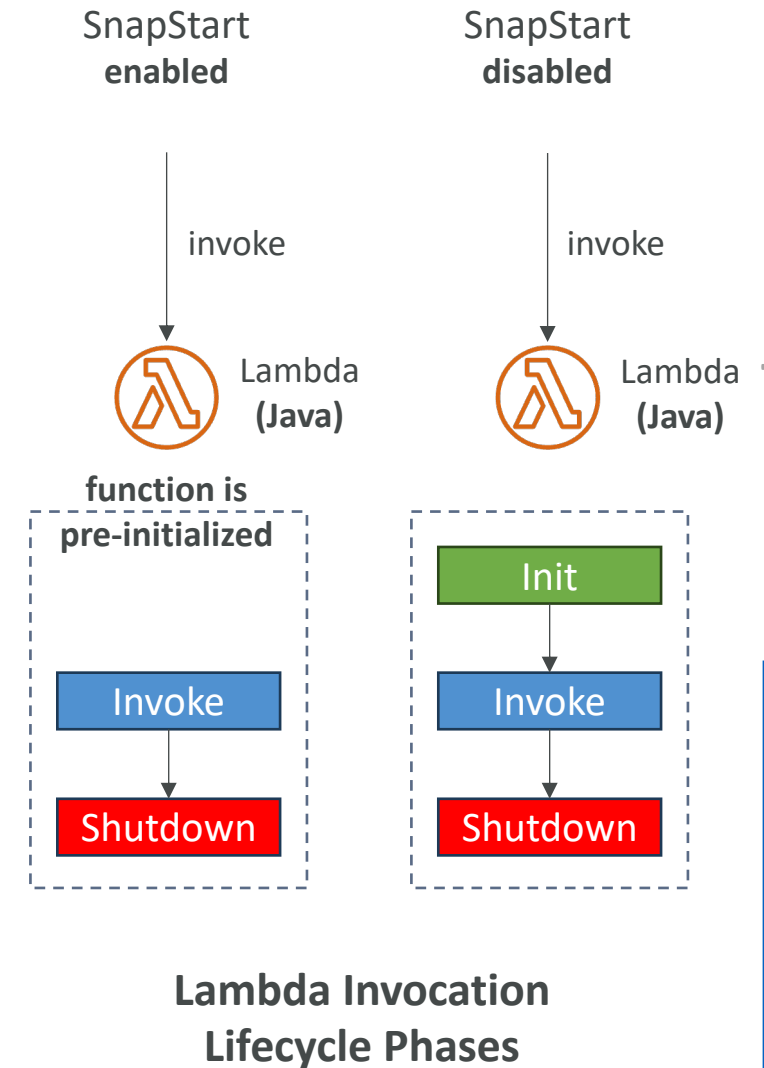 SnapStart
enabled
SnapStart
disabled
invoke
invoke
Lambda
(Java)
Lambda
(Java)
function is
pre-initialized
Init
Invoke
Invoke
Shutdown
Shutdown
Lambda Invocation
Lifecycle Phases